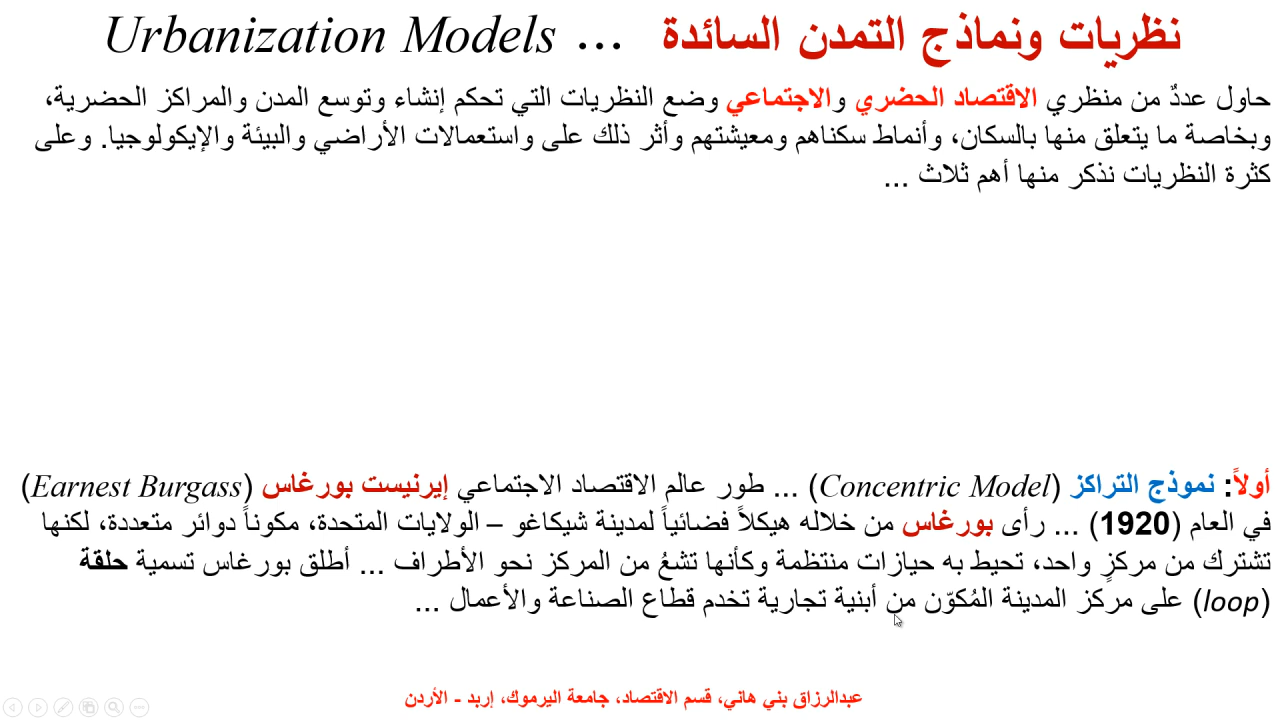 نظريات ونماذج التمدن السائدة ... Urbanization Models
حاول عددٌ من منظري الاقتصاد الحضري والاجتماعي وضع النظريات التي تحكم إنشاء وتوسع المدن والمراكز الحضرية،
وبخاصة ما يتعلق منها بالسكان، وأنماط سكناهم ومعيشتهم وأثر ذلك على واستعمالات الأراضي والبيئة والإيكولوجيا. وعلى
كثرة النظريات نذكر منها أهم ثلاث ...
أولاً: نموذج التراكز (Concentric Model) ... طور عالم الاقتصاد الاجتماعي إيرنيست بورغاس (Earnest Burgass)
في العام (1920) ... رأى بورغاس من خلاله هيكلاً فضائياً لمدينة شيكاغو – الولايات المتحدة، مكوناً دوائر متعددة، لكنها
تشترك من مركزٍ واحد، تحيط به حيازات منتظمة وكأنها تشعُ من المركز نحو الأطراف ... أطلق بورغاس تسمية حلقة
(loop) على مركز المدينة المُكوّن من أبنية تجارية تخدم قطاع الصناعة والأعمال ...
عبدالرزاق بني هاني، قسم الاقتصاد، جامعة اليرموك، إربد - الأردن